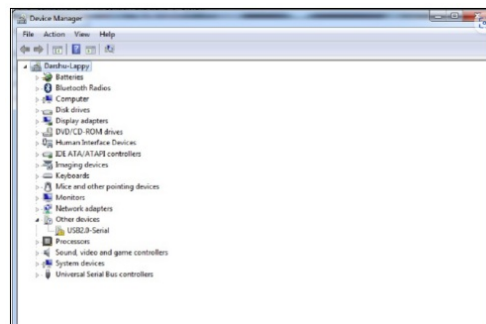 Device Manager
File Action View Help
Darshu-Lappy
Batteries
Bluetooth Radios
Computer
Disk drives
Display adapters
DVD/CD-ROM drives
Human Interface Devices
IDE ATA/ATAPI controllers
Imaging devices
Keyboards
Mice and other pointing devices
Monitors
Network adapters
Other devices
USB2.0-Serial
Processors
Sound, video and game controllers
System devices
Universal Serial Bus controllers